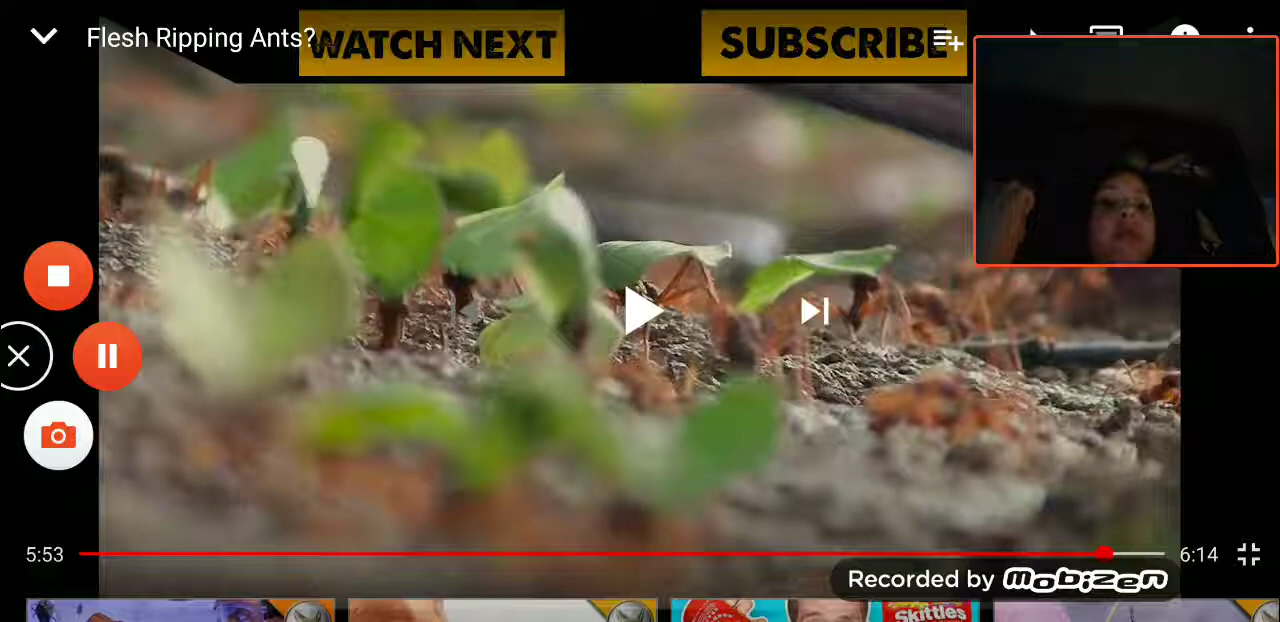 Flesh Ripping Ants?
WATCH NEXT
SUBSCRIBE
5:53
6:14
Recorded by mobizen
Skittles